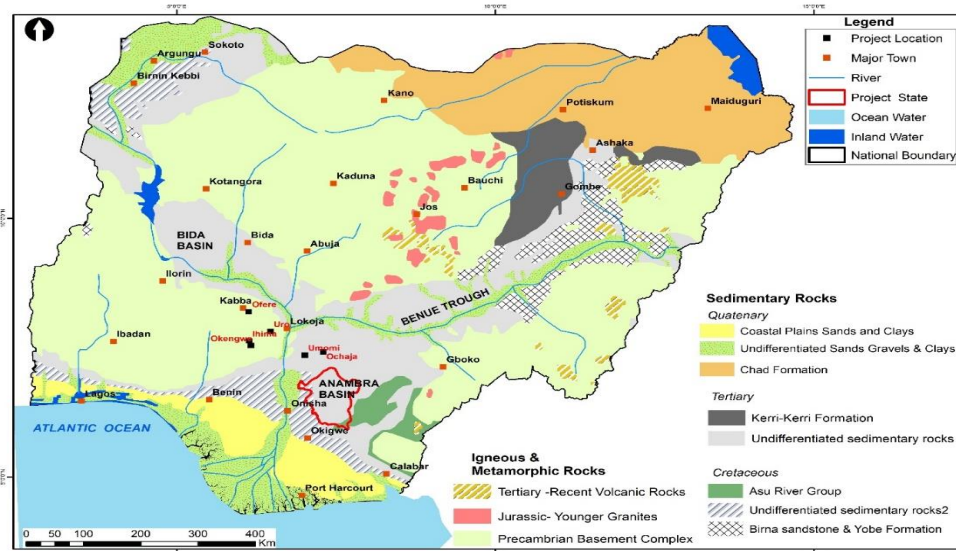 Legend
Project Location
Major Town
River
Project State
Ocean Water
Inland Water
National Boundary
Sokoto
Argungu
Birnin Kebbi
Kano
Potiskum
Maiduguri
Ashaka
Kotangora
Kaduna
Bauchi
Gombe
Jos
BIDA
BASIN
Bida
Abuja
Ilorin
BENUE TROUGH
Kabba
Ofere
Uro
Lokoja
Ihima
Okengwe
Umomi
Ochaja
Ibadan
Gboko
ANAMBRA
BASIN
Lagos
Benin
Onisha
Okigwe
ATLANTIC OCEAN
Calabar
Port Harcourt
0 50 100 200 300 400
Km
Igneous &
Metamorphic Rocks
Tertiary -Recent Volcanic Rocks
Jurassic- Younger Granites
Precambrian Basement Complex
Sedimentary Rocks
Quatenary
Coastal Plains Sands and Clays
Undifferentiated Sands Gravels & Clays
Chad Formation
Tertiary
Kerri-Kerri Formation
Undifferentiated sedimentary rocks
Cretaceous
Asu River Group
Undifferentiated sedimentary rocks2
Birna sandstone & Yobe Formation